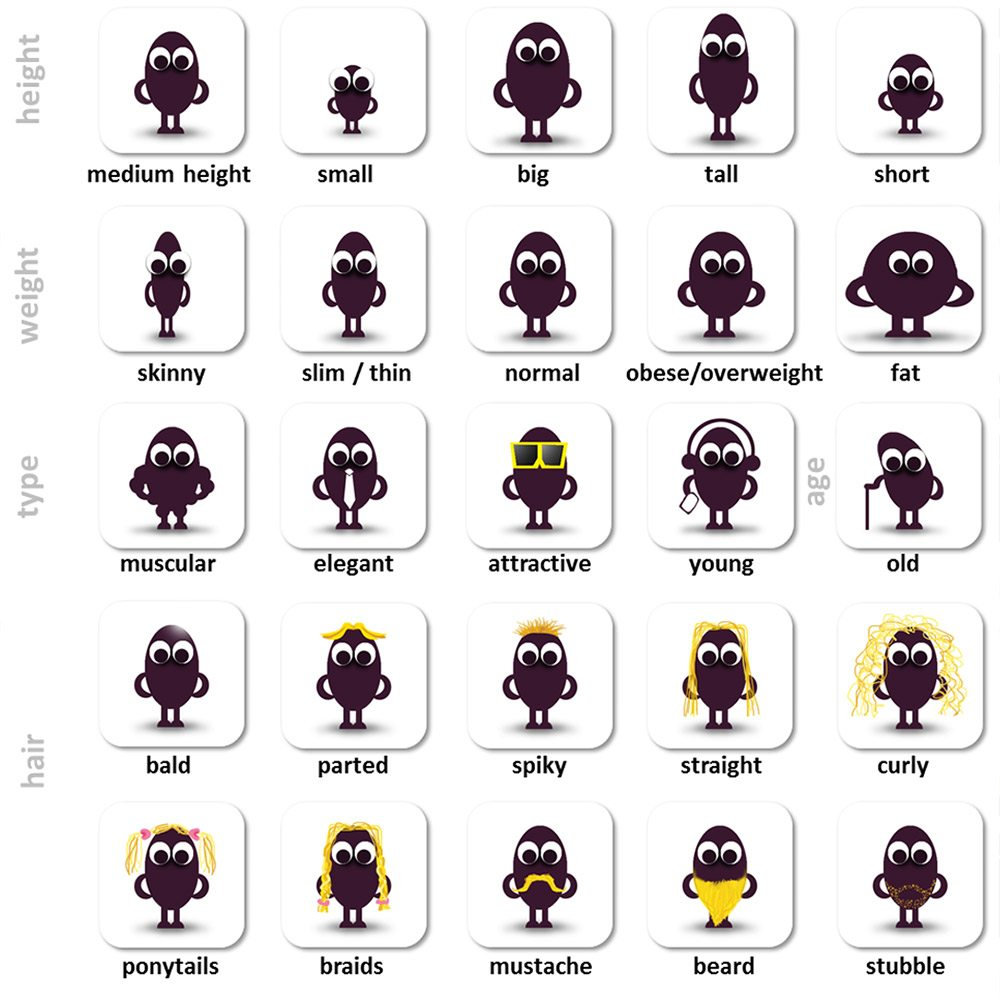 height
medium height
small
big
tall
short
weight
skinny
slim / thin
normal
obese/overweight
fat
type
muscular
elegant
attractive
young
age
old
hair
bald
parted
spiky
straight
curly
ponytails
braids
mustache
beard
stubble